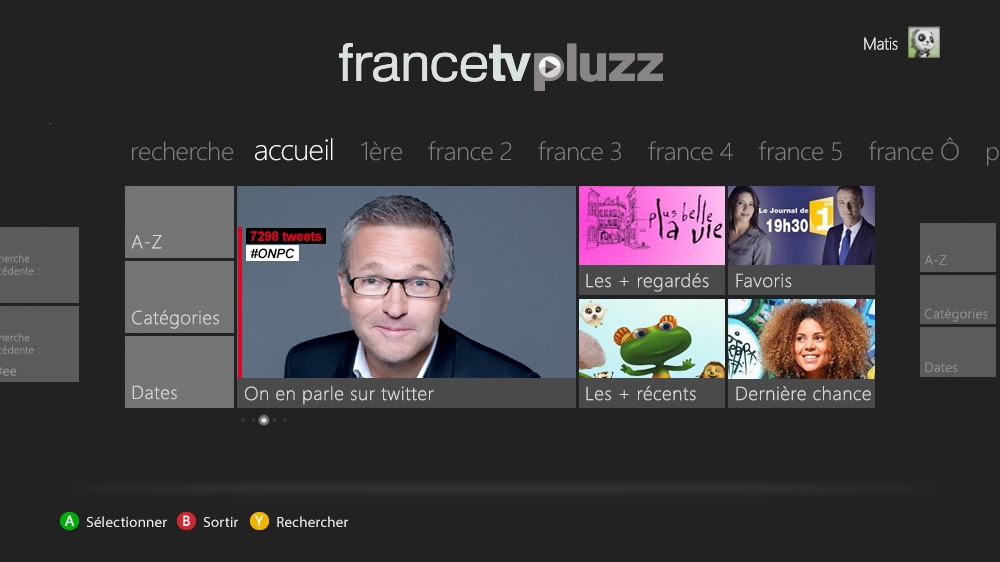 Matis
francetvpluzz
recherche accueil 1ère france 2 france 3 france 4 france 5 france Ô p
A-Z
Catégories
Dates
7298 tweets
#ONPC
On en parle sur twitter
plus belle
la vie
Les + regardés
Le Journal de
19h30
1
Favoris
Les + récents
Dernière chance
herche
cédente :
herche
cédente :
Dee
A-Z
Catégories
Dates
A Sélectionner B Sortir Y Rechercher